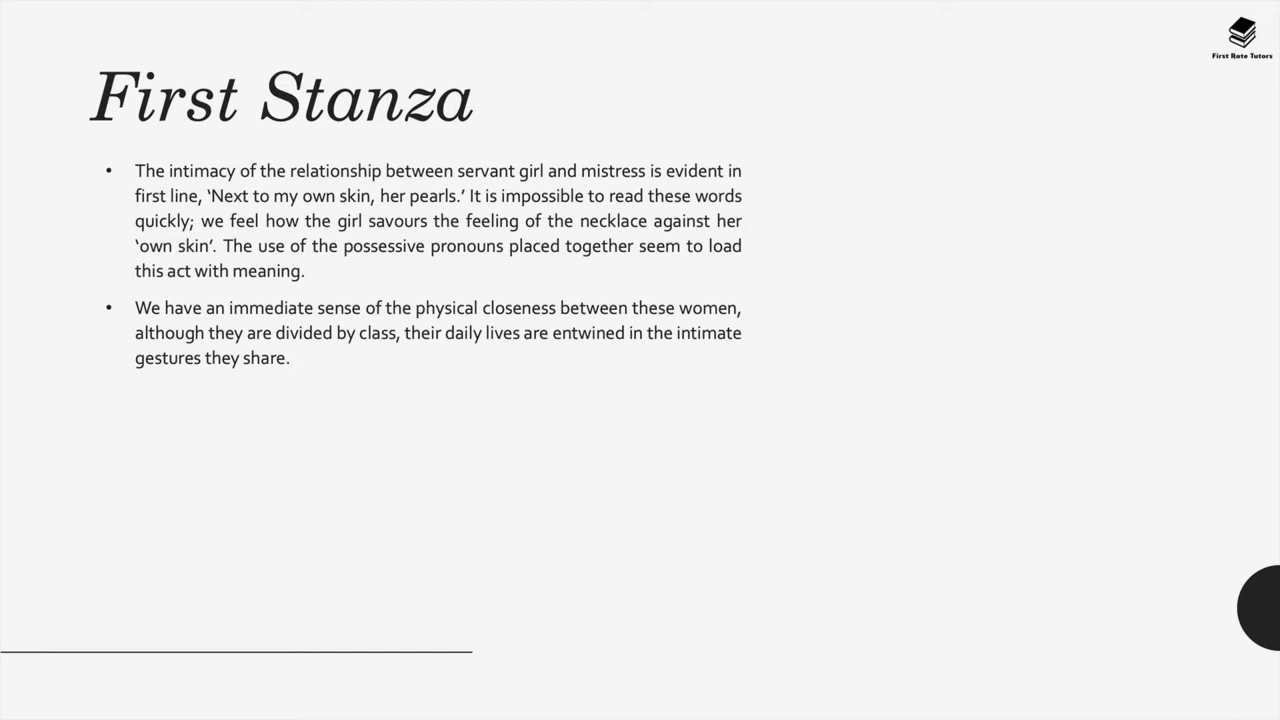 First Rate Tutors
First Stanza
• The intimacy of the relationship between servant girl and mistress is evident in
first line, ‘Next to my own skin, her pearls.’ It is impossible to read these words
quickly; we feel how the girl savours the feeling of the necklace against her
‘own skin’. The use of the possessive pronouns placed together seem to load
this act with meaning.
• We have an immediate sense of the physical closeness between these women,
although they are divided by class, their daily lives are entwined in the intimate
gestures they share.